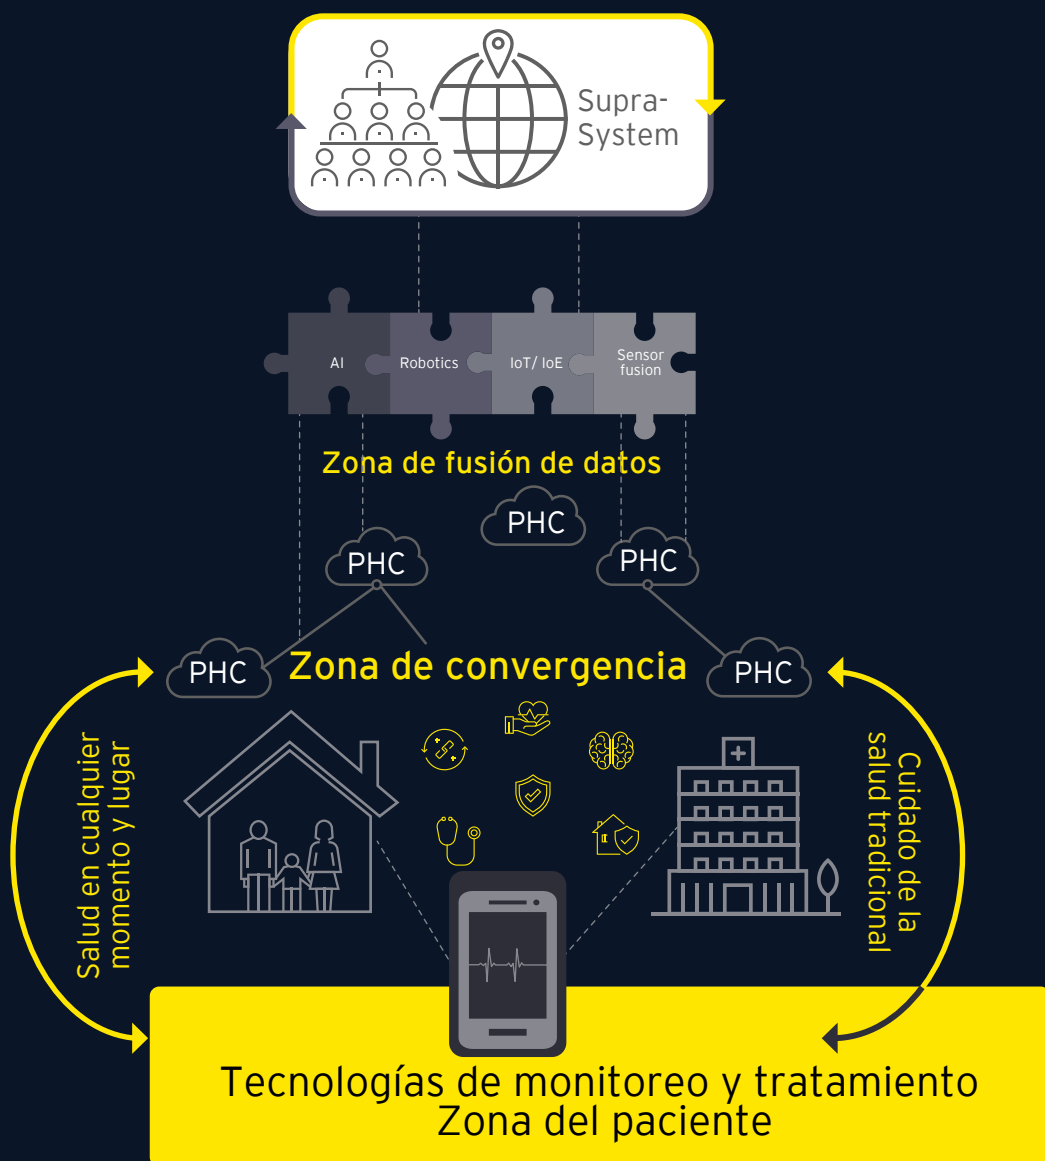 Supra-
System
AI
Robotics
IoT/ IoE
Sensor
fusion
Zona de fusión de datos
PHC
PHC
PHC
PHC
Zona de convergencia
PHC
Salud en cualquier
momento y lugar
Cuidado de la
salud tradicional
Tecnologías de monitoreo y tratamiento
Zona del paciente